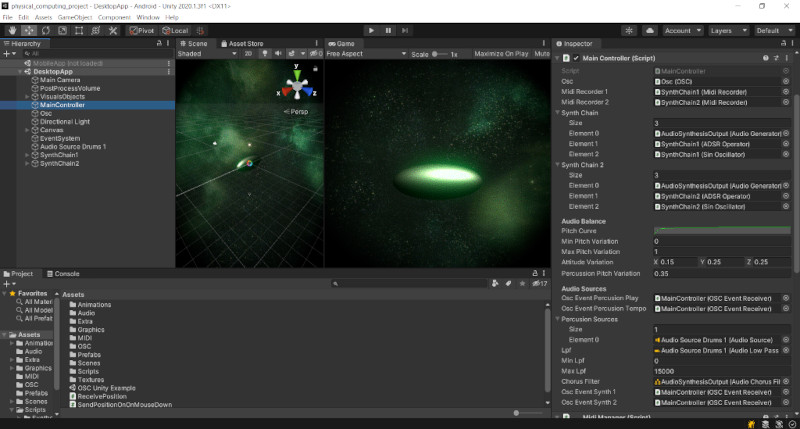 physical_computing_project - DesktopApp - Android - Unity 2020.1.3f1 <DX11>
File Edit Assets GameObject Component Window Help
Pivot Local Account Layers Default
Hierarchy
All
MobileApp (not loaded)
DesktopApp
Main Camera
PostProcessVolume
VisualsObjects
MainController
Osc
Directional Light
Canvas
EventSystem
Audio Source Drums 1
SynthChain1
SynthChain2
Scene Asset Store
Shaded 2D
y
x z
Persp
Game
Free Aspect Scale 1x Maximize On Play Mut
Inspector
Main Controller (Script)
Script MainController
Osc Osc (OSC)
Midi Recorder 1 SynthChain1 (Midi Recorder)
Midi Recorder 2 SynthChain2 (Midi Recorder)
Synth Chain
Size 3
Element 0 AudioSynthesisOutput (Audio Generator)
Element 1 SynthChain1 (ADSR Operator)
Element 2 SynthChain1 (Sin Oscillator)
Synth Chain 2
Size 3
Element 0 AudioSynthesisOutput (Audio Generator)
Element 1 SynthChain2 (ADSR Operator)
Element 2 SynthChain2 (Sin Oscillator)
Audio Balance
Pitch Curve
Min Pitch Variation 0
Max Pitch Variation 1
Attitude Variation X 0.15 Y 0.25 Z 0.25
Percussion Pitch Variation 0.35
Audio Sources
Osc Event Percusion Play MainController (OSC Event Receiver)
Osc Event Percusion Tempo MainController (OSC Event Receiver)
Percusion Sources
Size 1
Element 0 Audio Source Drums 1 (Audio Source)
Lpf Audio Source Drums 1 (Audio Low Pass
Min Lpf 0
Max Lpf 15000
Chorus Filter AudioSynthesisOutput (Audio Chorus Filt
Osc Event Synth 1 MainController (OSC Event Receiver)
Osc Event Synth 2 MainController (OSC Event Receiver)
Midi Manager (Script)
Project Console
17
Favorites
All Mater
All Model
All Prefat
Assets
Animation
Audio
Extra
Graphics
MIDI
OSC
Prefabs
Scenes
Scripts
Assets
Animations
Audio
Extra
Graphics
MIDI
OSC
Prefabs
Scenes
Scripts
Textures
OSC Unity Example
ReceivePosition
SendPositionOnOnMouseDown